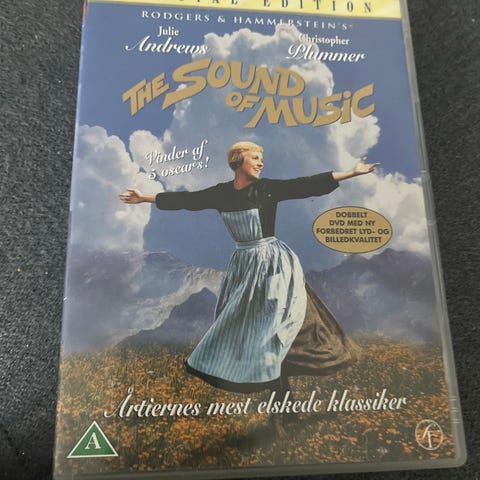 EDITION
RODGERS & HAMMERSTEIN'S
Julie
Andrews
Christopher
Plummer
THE SOUND
OF MUSIC
Vinder af
5 oscars!
DOBBELT
DVD MED NY
FORBEDRET LYD- OG
BILLEDKVALITET
Årtiernes mest elskede klassiker
A